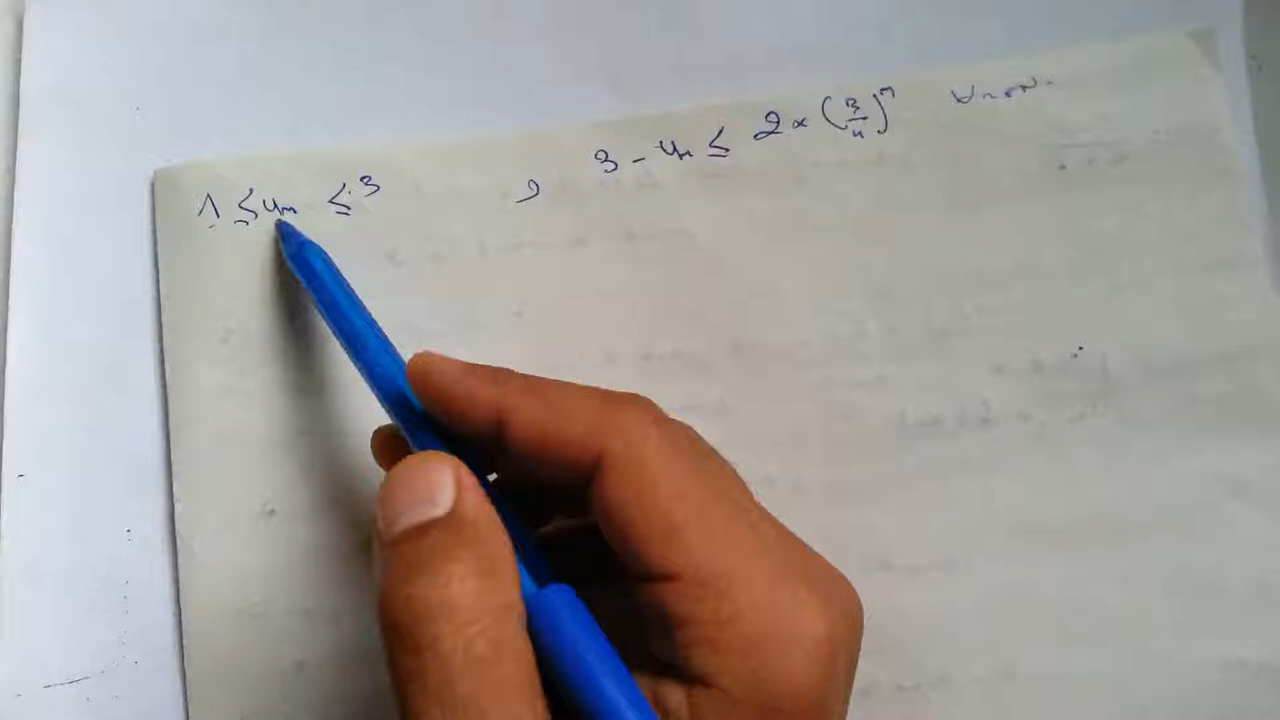 1 ≤ Un ≤ 3 , 3 - Un ≤ 2 × (3/4)^n ∀n∈ℕ.